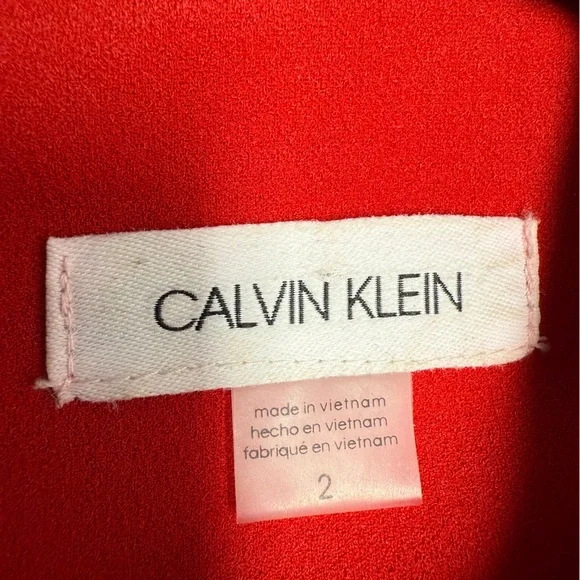 CALVIN KLEIN
made in vietnam
hecho en vietnam
fabriqué en vietnam
2